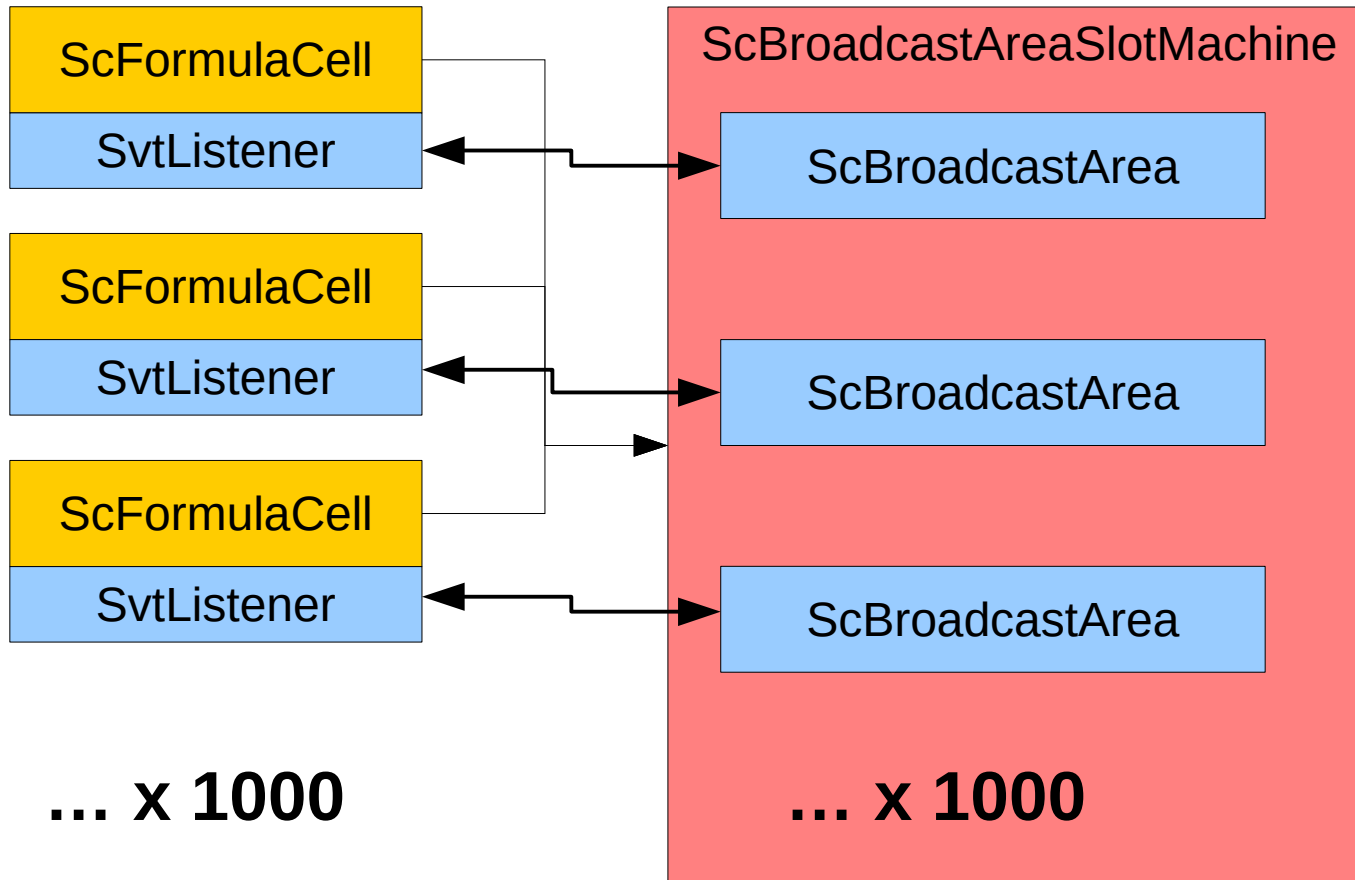 ScFormulaCell
SvtListener
ScFormulaCell
SvtListener
ScFormulaCell
SvtListener
... x 1000
ScBroadcastAreaSlotMachine
ScBroadcastArea
ScBroadcastArea
ScBroadcastArea
... x 1000